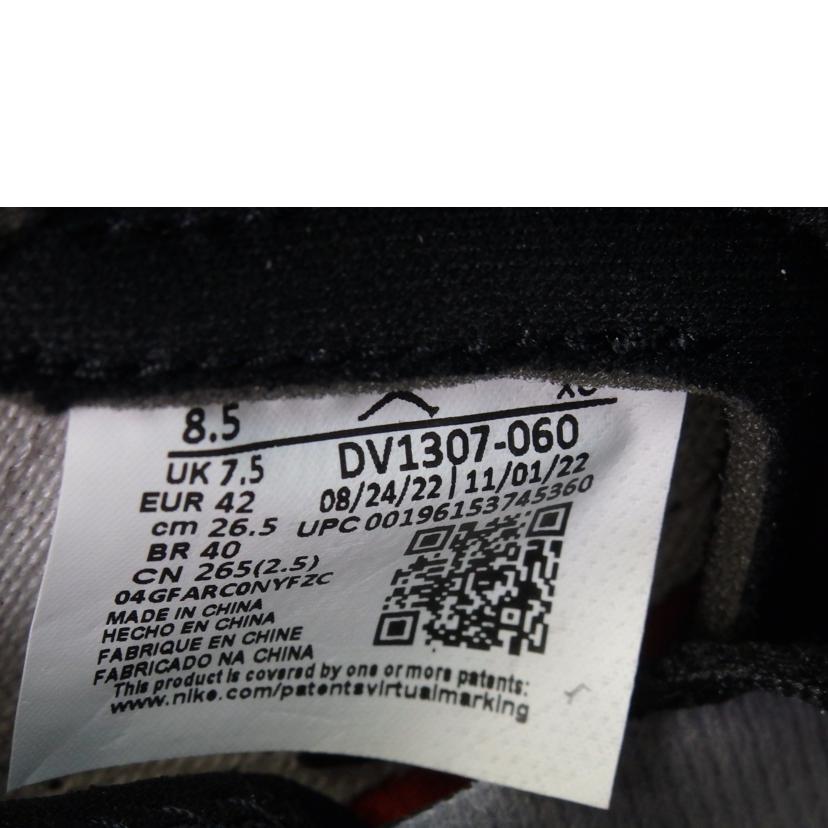 8.5
UK 7.5
EUR 42
cm 26.5
BR 40
CN 265(2.5)
04GFARC0NYFZC
MADE IN CHINA
HECHO EN CHINA
FABRIQUE EN CHINE
FABRICADO NA CHINA
DV1307-060
08/24/22 | 11/01/22
UPC 00196153745360
This product is covered by one or more patents:
www.nike.com/patentsvirtualmarking